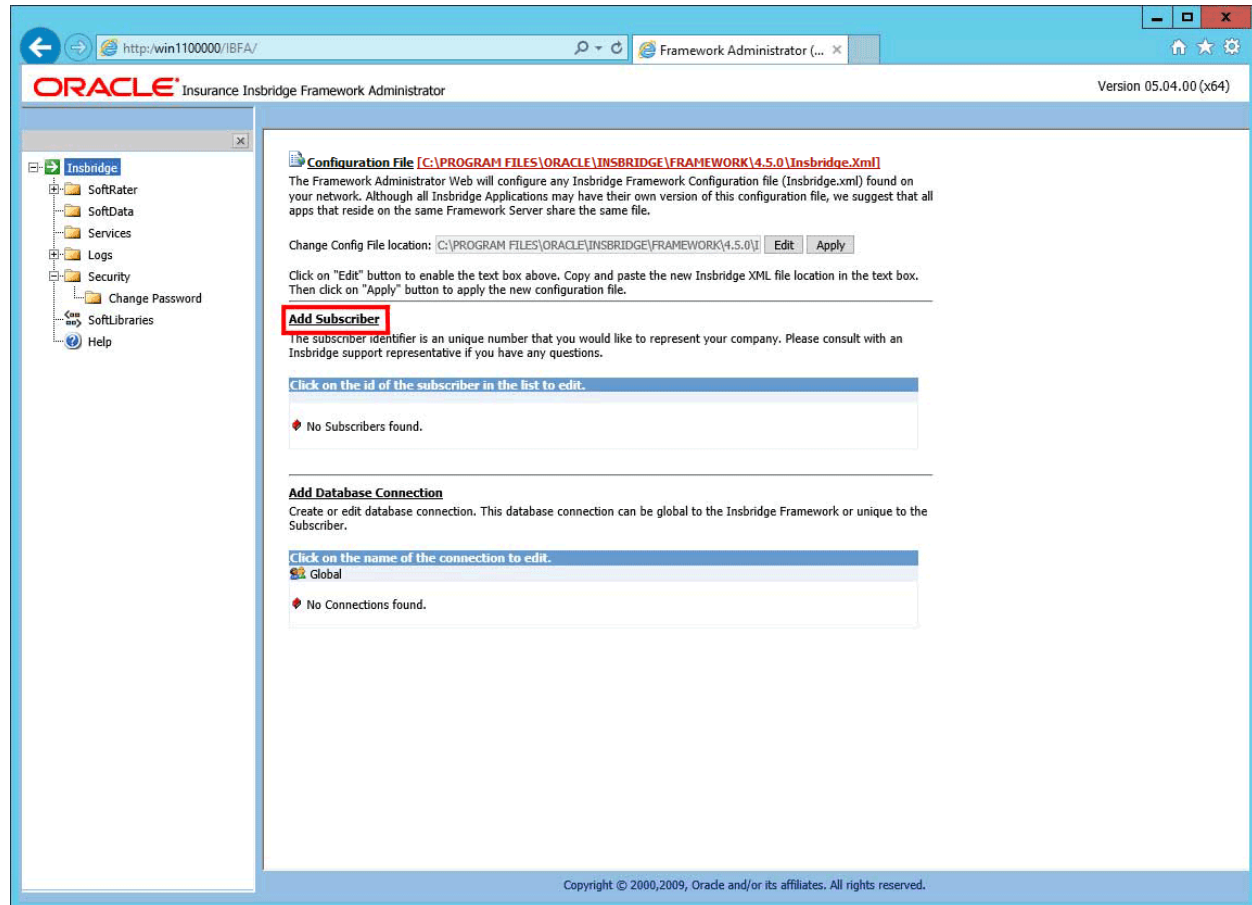 http:/win1100000/IBFA/
Framework Administrator (...
ORACLE Insurance Insbridge Framework Administrator
Version 05.04.00 (x64)
Insbridge
SoftRater
SoftData
Services
Logs
Security
Change Password
SoftLibraries
Help
Configuration File [C:\PROGRAM FILES\ORACLE\INSBRIDGE\FRAMEWORK\4.5.0\Insbridge.Xml]
The Framework Administrator Web will configure any Insbridge Framework Configuration file (Insbridge.xml) found on
your network. Although all Insbridge Applications may have their own version of this configuration file, we suggest that all
apps that reside on the same Framework Server share the same file.
Change Config File location: C:\PROGRAM FILES\ORACLE\INSBRIDGE\FRAMEWORK\4.5.0\I Edit Apply
Click on "Edit" button to enable the text box above. Copy and paste the new Insbridge XML file location in the text box.
Then click on "Apply" button to apply the new configuration file.
Add Subscriber
The subscriber identifier is an unique number that you would like to represent your company. Please consult with an
Insbridge support representative if you have any questions.
Click on the id of the subscriber in the list to edit.
No Subscribers found.
Add Database Connection
Create or edit database connection. This database connection can be global to the Insbridge Framework or unique to the
Subscriber.
Click on the name of the connection to edit.
Global
No Connections found.
Copyright © 2000,2009, Oracle and/or its affiliates. All rights reserved.